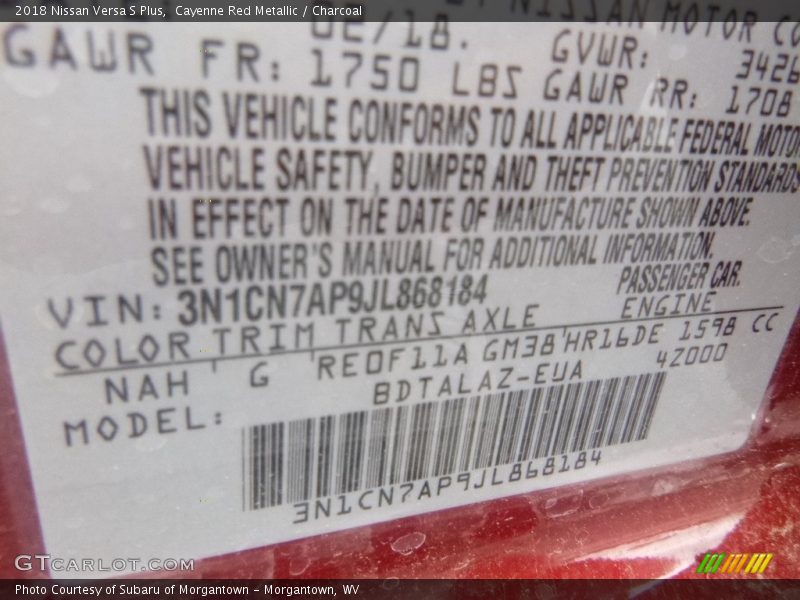 2018 Nissan Versa S Plus, Cayenne Red Metallic / Charcoal
NISSAN MOTOR CO
02/18. GVWR: 3426
GAWR FR: 1750 LBS GAWR RR: 1708
THIS VEHICLE CONFORMS TO ALL APPLICABLE FEDERAL MOTOR
VEHICLE SAFETY, BUMPER AND THEFT PREVENTION STANDARDS
IN EFFECT ON THE DATE OF MANUFACTURE SHOWN ABOVE.
SEE OWNER'S MANUAL FOR ADDITIONAL INFORMATION.
VIN: 3N1CN7AP9JL868184 PASSENGER CAR.
COLOR TRIM TRANS AXLE ENGINE
NAH G RE0F11A GM38 HR16DE 1598 CC
MODEL: BDTALAZ-EUA 42000
3N1CN7AP9JL868184
GTCARLOT.COM
Photo Courtesy of Subaru of Morgantown - Morgantown, WV